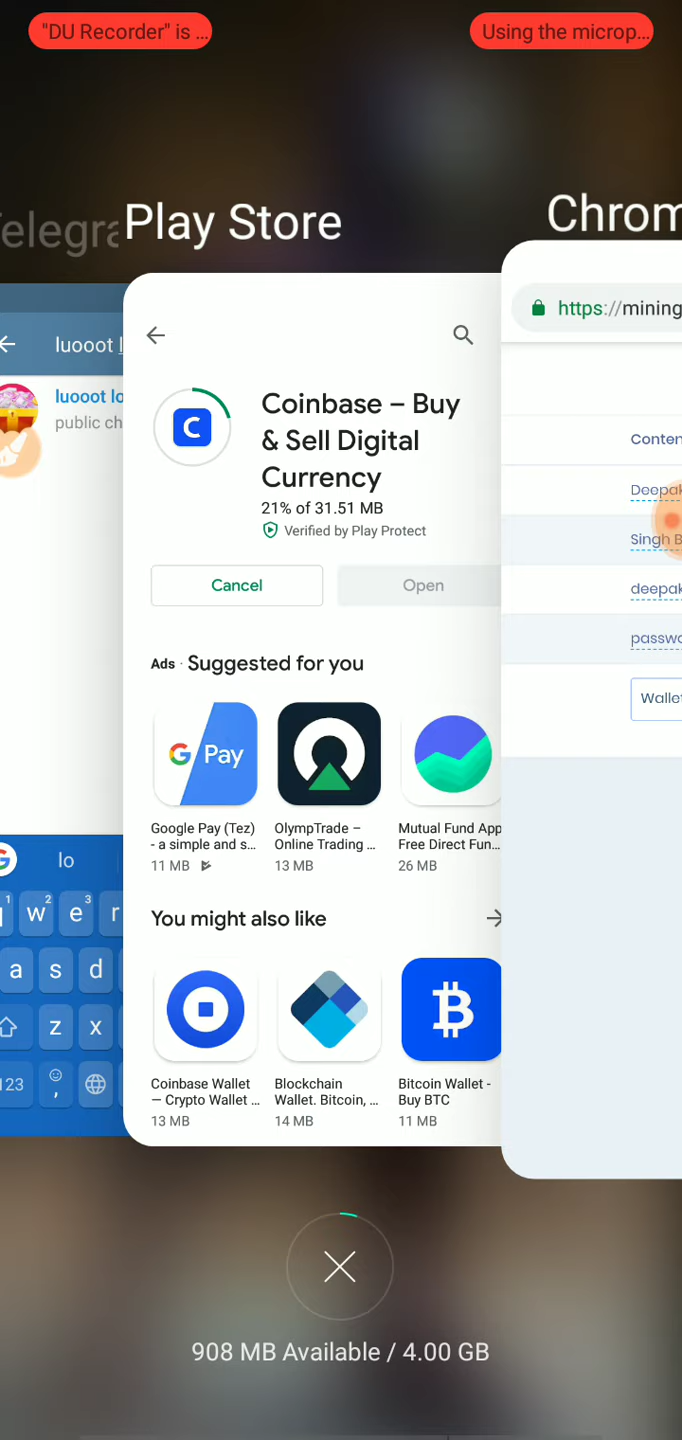 "DU Recorder" is ...
Using the microp...
Play Store
Chrom
luooot l
luooot lo
public ch
Coinbase – Buy
& Sell Digital
Currency
21% of 31.51 MB
Verified by Play Protect
Cancel
Open
Ads · Suggested for you
G Pay
Google Pay (Tez)
- a simple and s...
11 MB
OlympTrade –
Online Trading ...
13 MB
Mutual Fund App
Free Direct Fun...
26 MB
You might also like
Coinbase Wallet
— Crypto Wallet ...
13 MB
Blockchain
Wallet. Bitcoin, ...
14 MB
Bitcoin Wallet -
Buy BTC
11 MB
https://mining
Conten
Deepak
Singh B
deepak
passwo
Wallet
lo
w e r
a s d
z x
123
908 MB Available / 4.00 GB